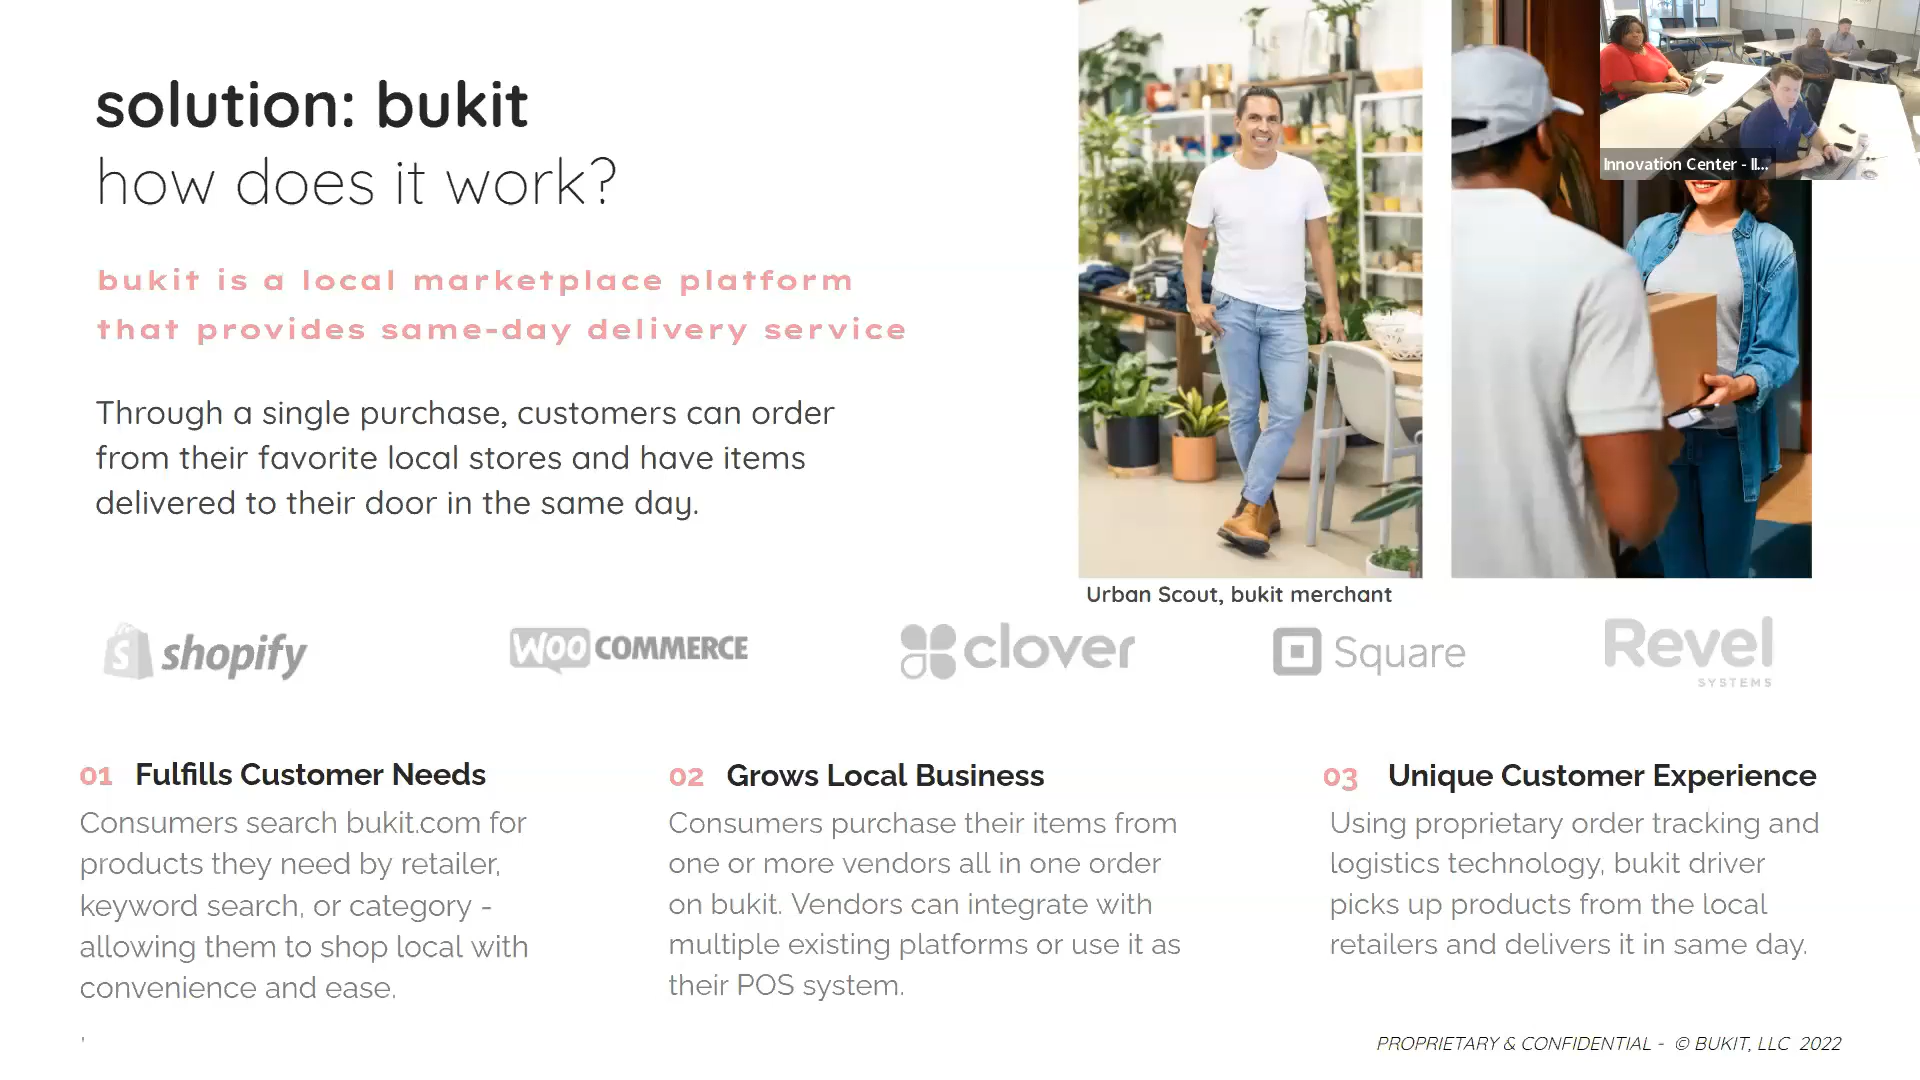 solution: bukit
how does it work?
bukit is a local marketplace platform
that provides same-day delivery service
Through a single purchase, customers can order
from their favorite local stores and have items
delivered to their door in the same day.
Innovation Center - Il...
Urban Scout, bukit merchant
shopify
WOO COMMERCE
clover
Square
Revel
SYSTEMS
01 Fulfills Customer Needs
Consumers search bukit.com for
products they need by retailer,
keyword search, or category -
allowing them to shop local with
convenience and ease.
02 Grows Local Business
Consumers purchase their items from
one or more vendors all in one order
on bukit. Vendors can integrate with
multiple existing platforms or use it as
their POS system.
03 Unique Customer Experience
Using proprietary order tracking and
logistics technology, bukit driver
picks up products from the local
retailers and delivers it in same day.
PROPRIETARY & CONFIDENTIAL - © BUKIT, LLC 2022